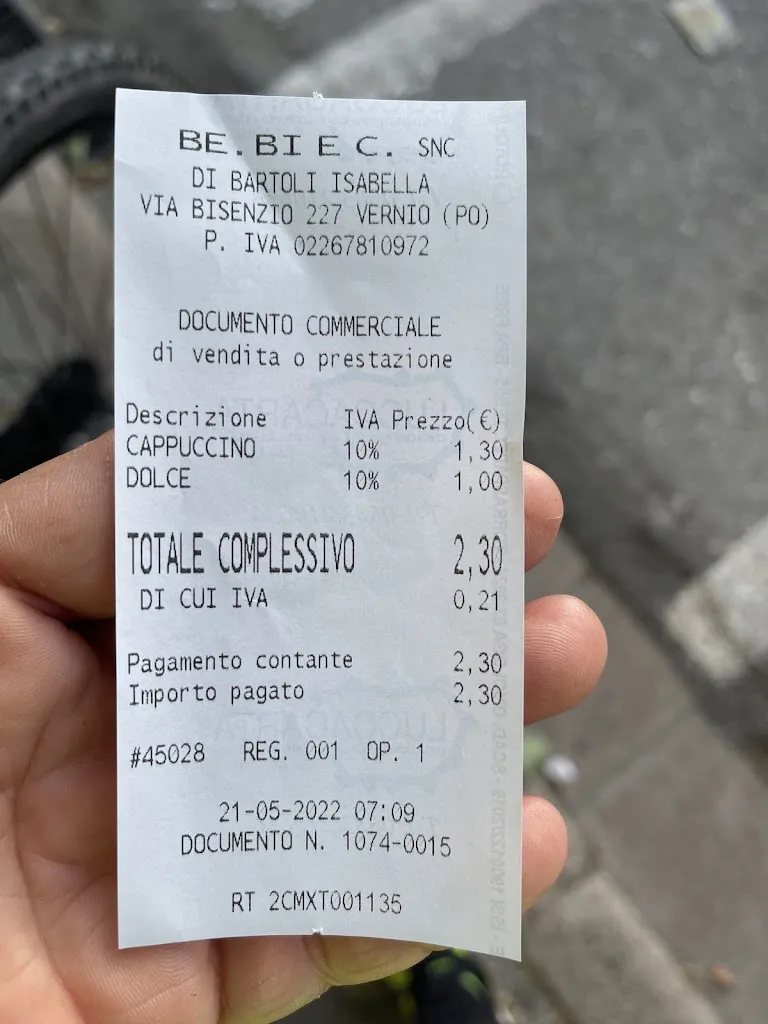 BE.BI E C. SNC
DI BARTOLI ISABELLA
VIA BISENZIO 227 VERNIO (PO)
P. IVA 02267810972
DOCUMENTO COMMERCIALE
di vendita o prestazione
Descrizione IVA Prezzo(€)
CAPPUCCINO 10% 1,30
DOLCE 10% 1,00
TOTALE COMPLESSIVO 2,30
DI CUI IVA 0,21
Pagamento contante 2,30
Importo pagato 2,30
#45028 REG. 001 OP. 1
21-05-2022 07:09
DOCUMENTO N. 1074-0015
RT 2CMXT001135